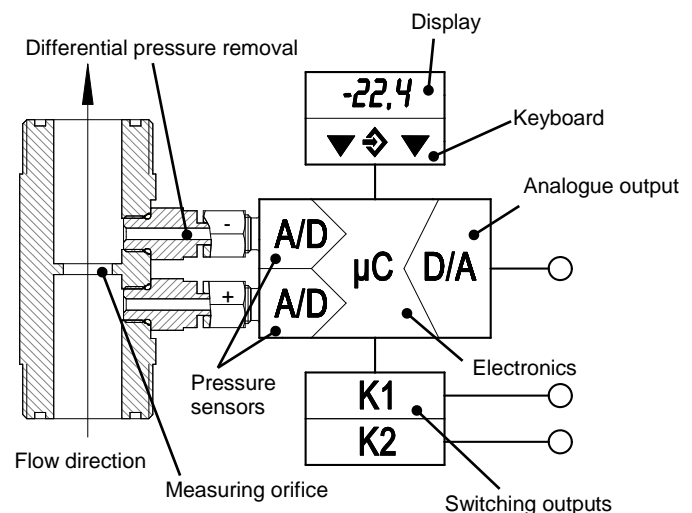 Display
Differential pressure removal
-22,4
Keyboard
Analogue output
-
A/D
µC
D/A
+
A/D
Electronics
Pressure
sensors
K1
K2
Flow direction
Measuring orifice
Switching outputs